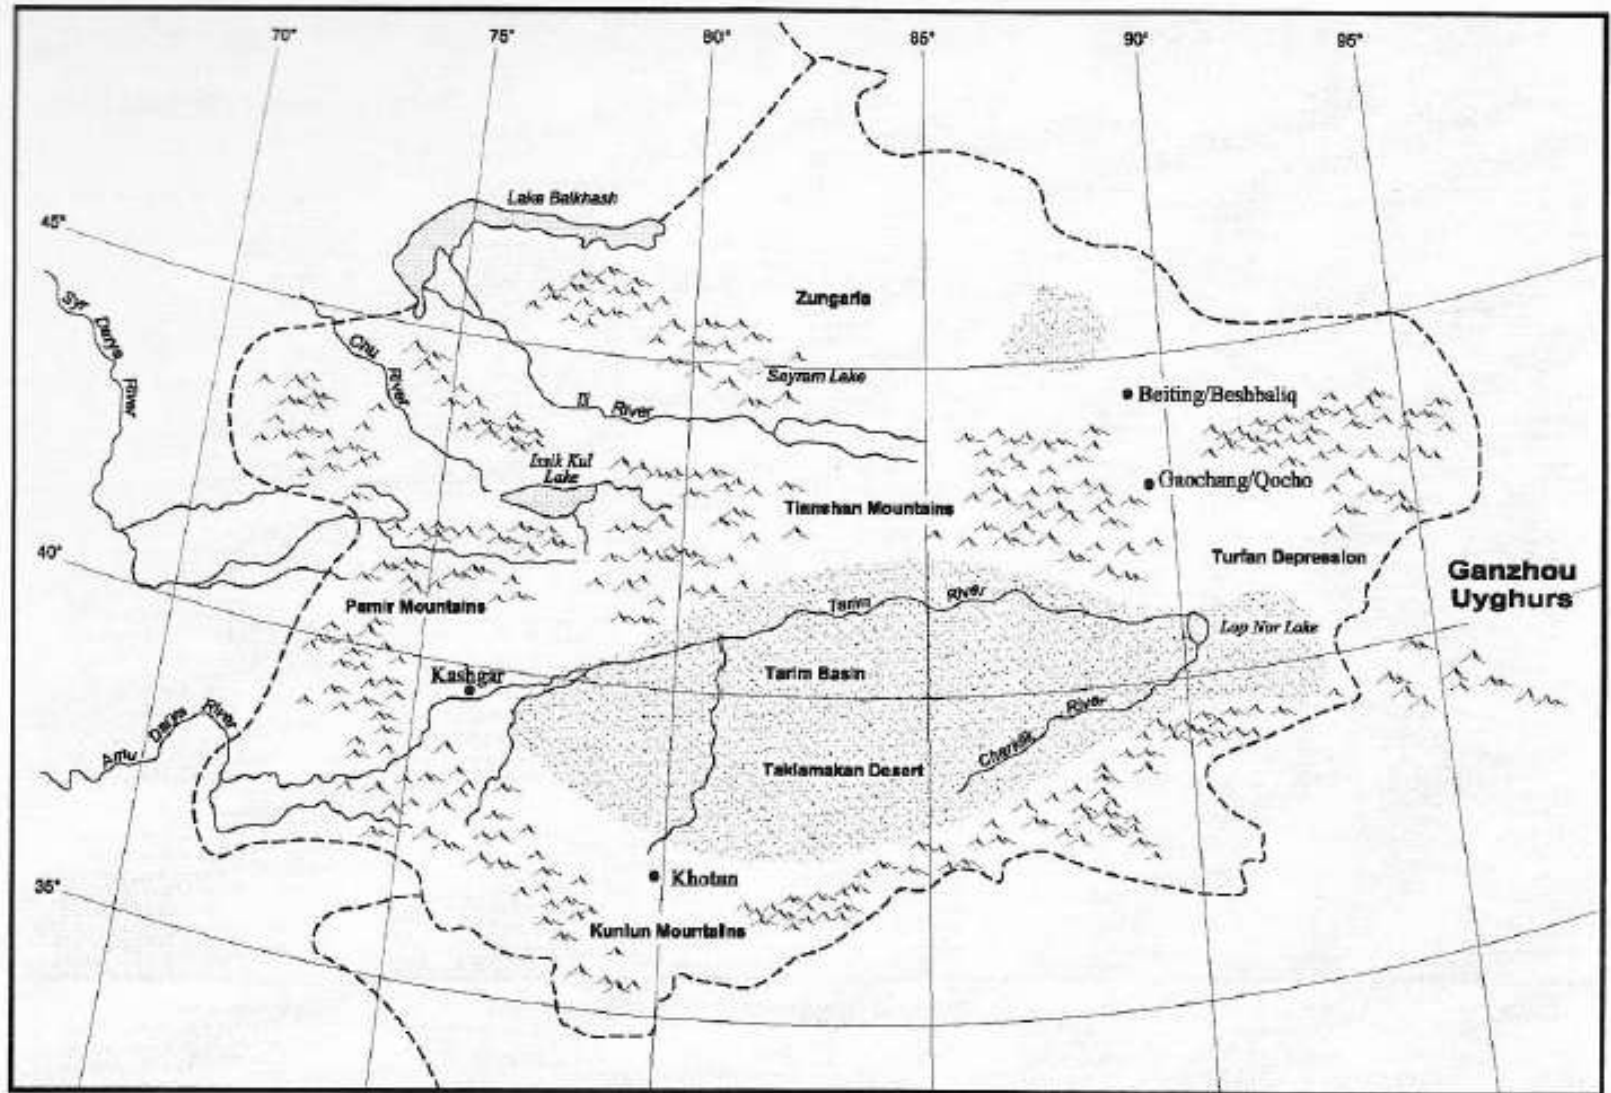 70°
75°
80°
85°
90°
95°
Lake Balkhash
45°
Zungaria
Syr Darya River
Chu River
Sayram Lake
Ili River
Beiting/Beshbaliq
Issik Kul
Lake
Gaochang/Qocho
Tianshan Mountains
40°
Turfan Depression
Ganzhou
Uyghurs
Pamir Mountains
Tarim River
Lop Nor Lake
Kashgar
Tarim Basin
Amu Darya River
River
Taklamakan Desert
35°
Khotan
Kunlun Mountains